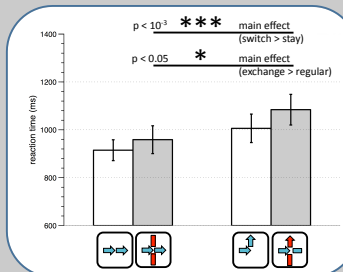 p < 10-3 *** main effect
(switch > stay)
p < 0.05 * main effect
(exchange > regular)
1400
1200
1000
800
600
reaction time (ms)